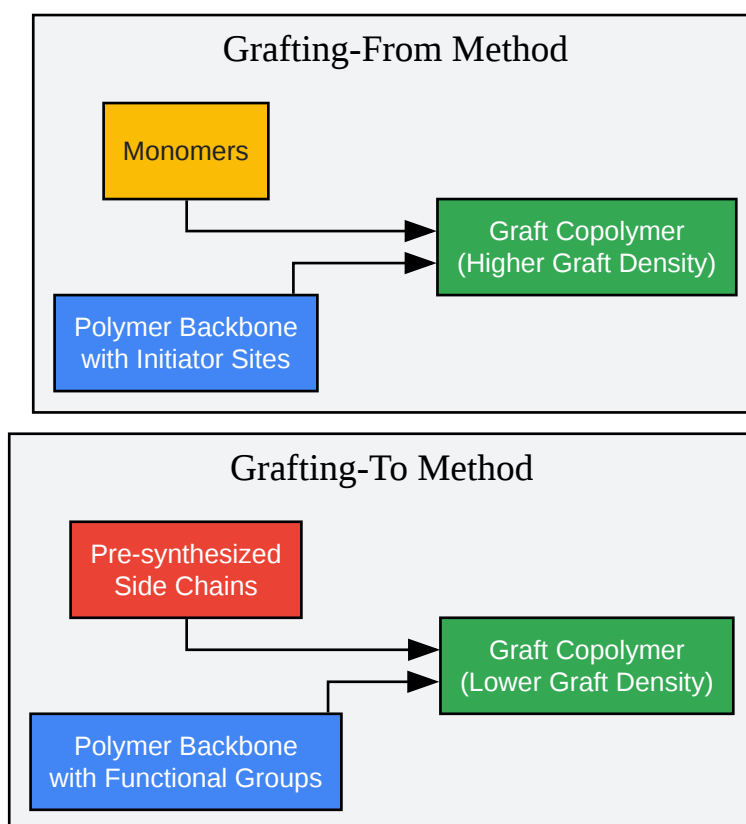 Grafting-From Method
Monomers
Graft Copolymer
(Higher Graft Density)
Polymer Backbone
with Initiator Sites
Grafting-To Method
Pre-synthesized
Side Chains
Graft Copolymer
(Lower Graft Density)
Polymer Backbone
with Functional Groups